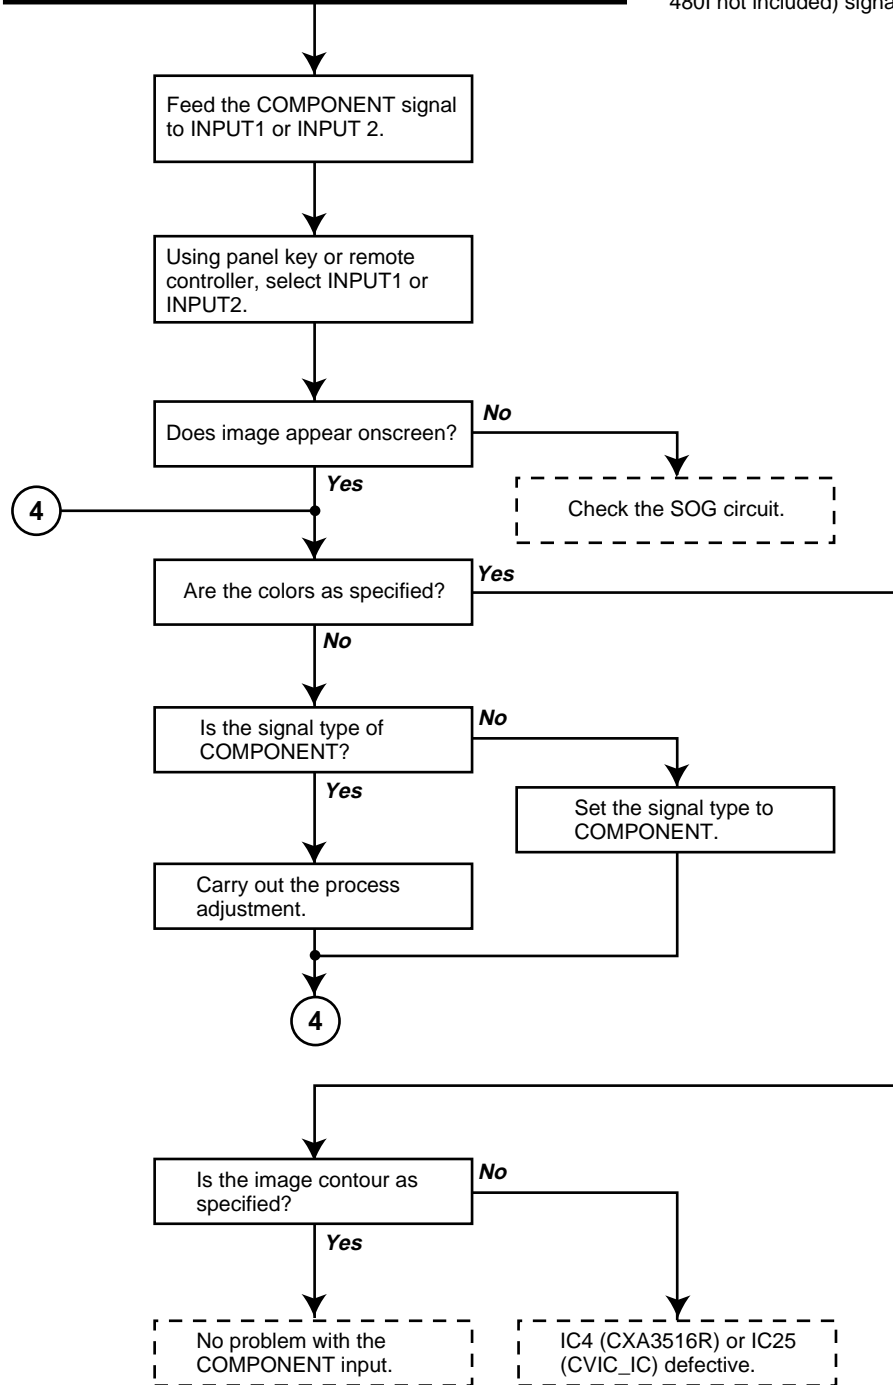 480I not included) signa
Feed the COMPONENT signal
to INPUT1 or INPUT 2.
Using panel key or remote
controller, select INPUT1 or
INPUT2.
Does image appear onscreen?
No
Yes
4
Check the SOG circuit.
Are the colors as specified?
Yes
No
Is the signal type of
COMPONENT?
No
Yes
Set the signal type to
COMPONENT.
Carry out the process
adjustment.
4
Is the image contour as
specified?
No
Yes
No problem with the
COMPONENT input.
IC4 (CXA3516R) or IC25
(CVIC_IC) defective.